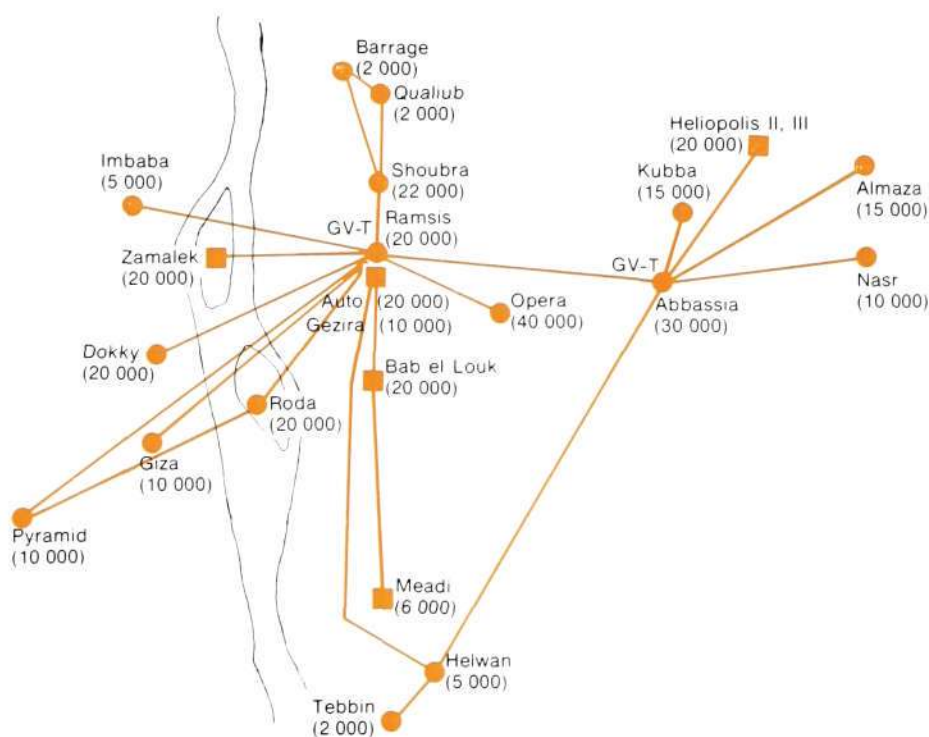 Barrage
(2 000)
Qualiub
(2 000)
Heliopolis II, III
(20 000)
Imbaba
(5 000)
Shoubra
(22 000)
Kubba
(15 000)
Almaza
(15 000)
GV-T
Ramsis
(20 000)
Zamalek
(20 000)
GV-T
Abbassia
(30 000)
Nasr
(10 000)
Auto (20 000)
Gezira (10 000)
Opera
(40 000)
Dokky
(20 000)
Bab el Louk
(20 000)
Roda
(20 000)
Giza
(10 000)
Pyramid
(10 000)
Meadi
(6 000)
Helwan
(5 000)
Tebbin
(2 000)